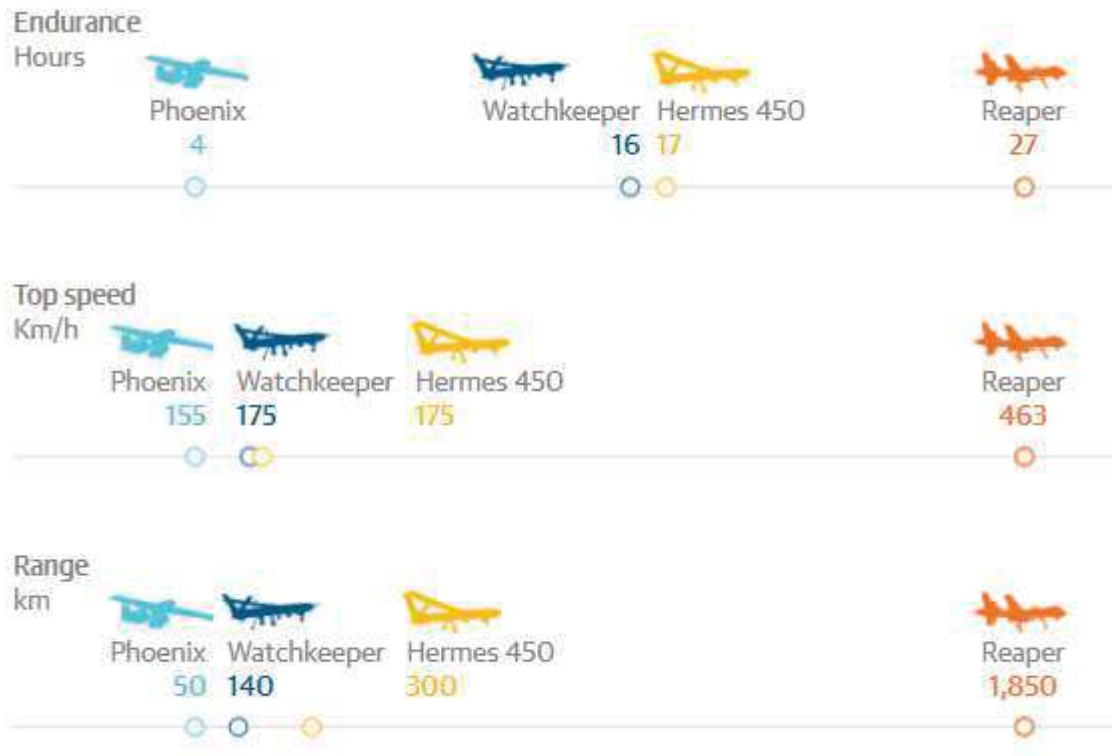 Endurance
Hours
Phoenix Watchkeeper Hermes 450 Reaper
4 16 17 27
Top speed
Km/h
Phoenix Watchkeeper Hermes 450 Reaper
155 175 175 463
Range
km
Phoenix Watchkeeper Hermes 450 Reaper
50 140 300 1,850